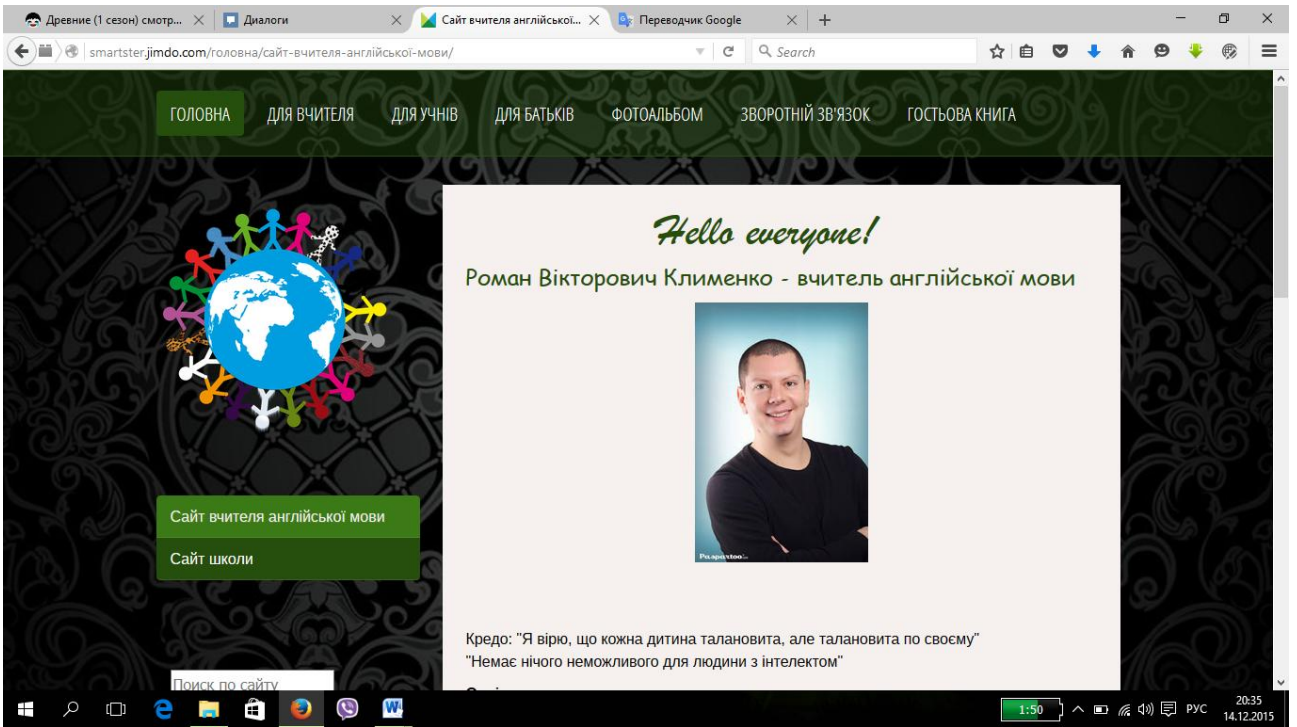 Древние (1 сезон) смотр...
Диалоги
Сайт вчителя англійської...
Переводчик Google
smartster.jimdo.com/головна/сайт-вчителя-англійської-мови/
Search
ГОЛОВНА
ДЛЯ ВЧИТЕЛЯ
ДЛЯ УЧНІВ
ДЛЯ БАТЬКІВ
ФОТОАЛЬБОМ
ЗВОРОТНІЙ ЗВ'ЯЗОК
ГОСТЬОВА КНИГА
Hello everyone!
Роман Вікторович Клименко - вчитель англійської мови
Сайт вчителя англійської мови
Сайт школи
Кредо: "Я вірю, що кожна дитина талановита, але талановита по своєму"
"Немає нічого неможливого для людини з інтелектом"
Поиск по сайту
1:50
РУС
20:35
14.12.2015